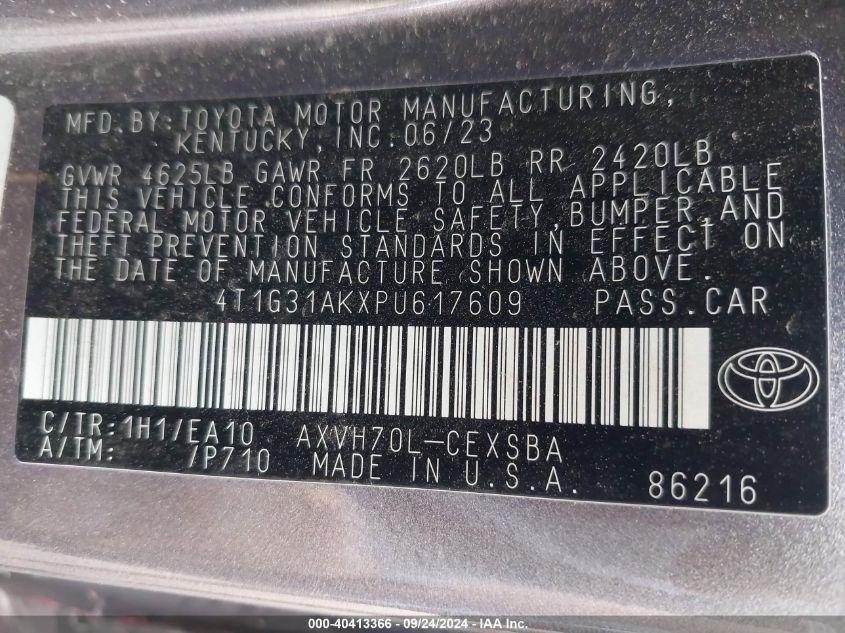 MFD. BY: TOYOTA MOTOR MANUFACTURING,
KENTUCKY, INC. 06/23
GVWR 4625LB GAWR FR 2620LB RR 2420LB
THIS VEHICLE CONFORMS TO ALL APPLICABLE
FEDERAL MOTOR VEHICLE SAFETY, BUMPER, AND
THEFT PREVENTION STANDARDS IN EFFECT ON
THE DATE OF MANUFACTURE SHOWN ABOVE.
4T1G31AKXPU617609 PASS. CAR
C/TR: 1H1/EA10 AXVH70L-CEXSBA
A/TM: /P710 MADE IN U.S.A. 86216
000-40413366 - 09/24/2024 - IAA Inc.